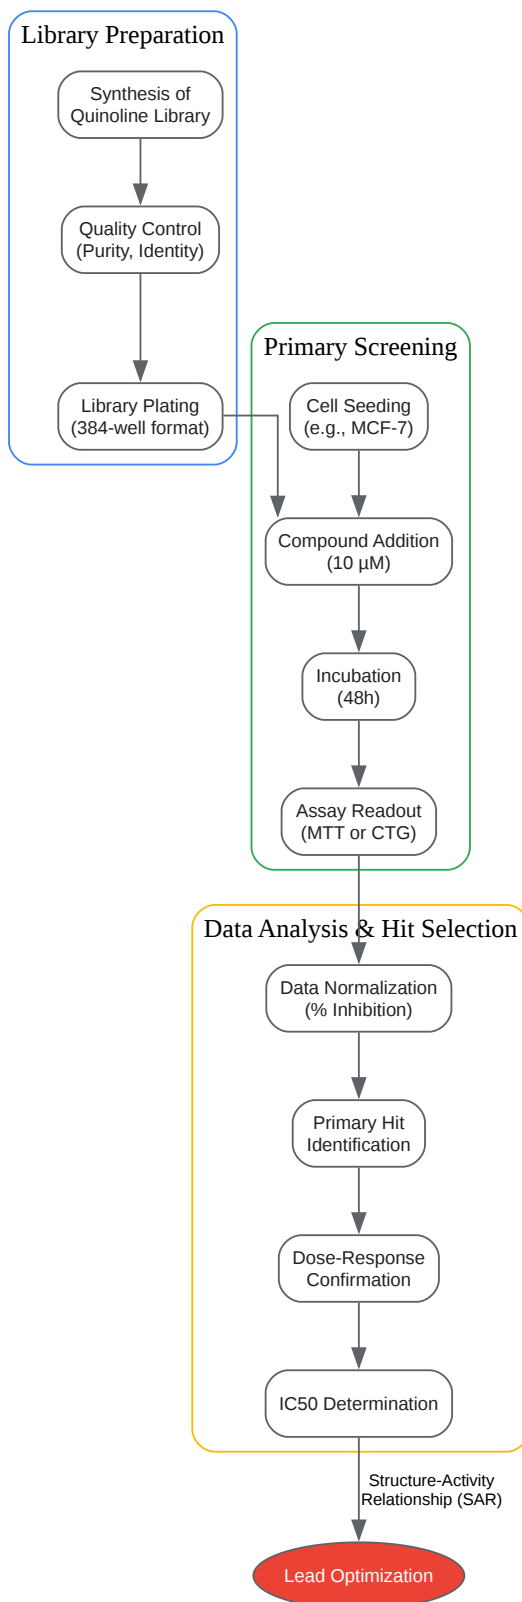 Library Preparation
Synthesis of
Quinoline Library
Quality Control
(Purity, Identity)
Library Plating
(384-well format)
Primary Screening
Cell Seeding
(e.g., MCF-7)
Compound Addition
(10 µM)
Incubation
(48h)
Assay Readout
(MTT or CTG)
Data Analysis & Hit Selection
Data Normalization
(% Inhibition)
Primary Hit
Identification
Dose-Response
Confirmation
IC50 Determination
Structure-Activity
Relationship (SAR)
Lead Optimization